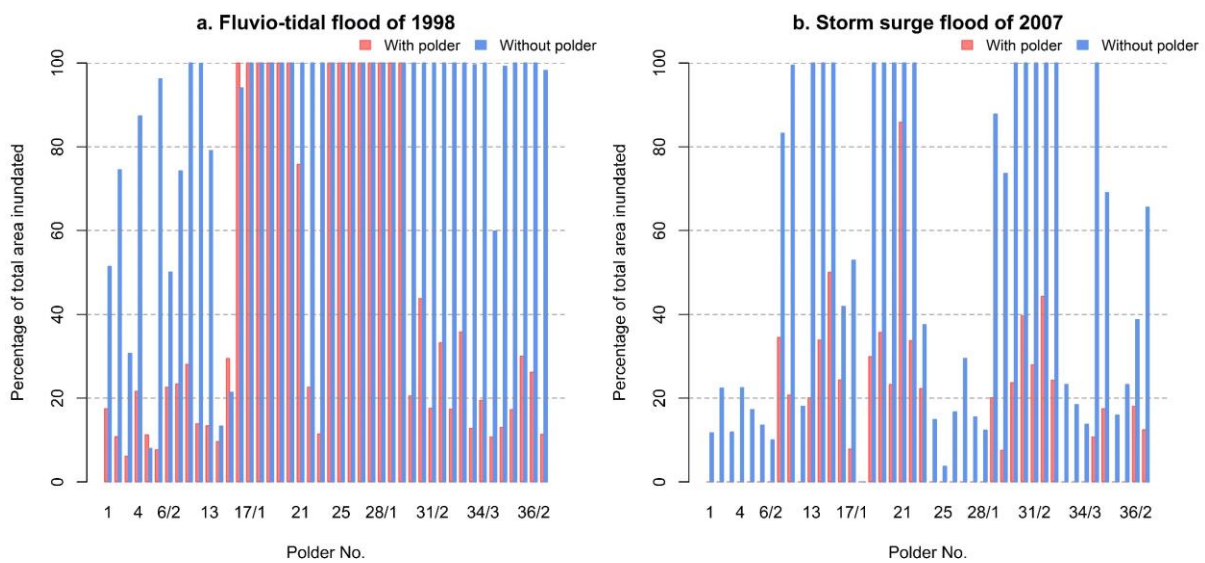 a. Fluvio-tidal flood of 1998
With polder Without polder
Percentage of total area inundated
100
80
60
40
20
0
1 4 6/2 13 17/1 21 25 28/1 31/2 34/3 36/2
Polder No.
b. Storm surge flood of 2007
With polder Without polder
Percentage of total area inundated
100
80
60
40
20
0
1 4 6/2 13 17/1 21 25 28/1 31/2 34/3 36/2
Polder No.